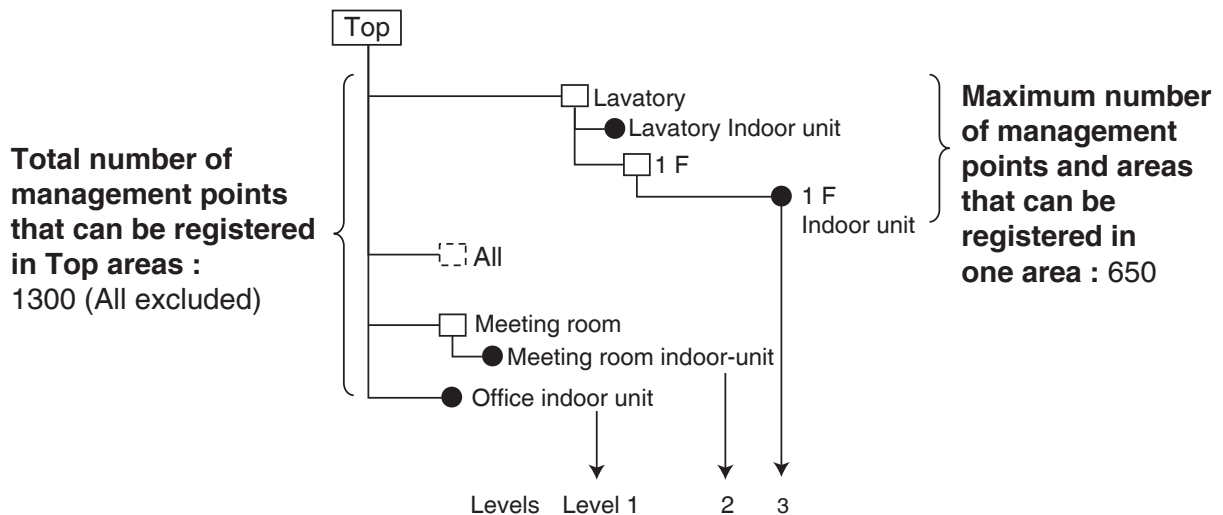 Top
Total number of
management points
that can be registered
in Top areas :
1300 (All excluded)
Lavatory
Lavatory Indoor unit
1 F
1 F
Indoor unit
All
Meeting room
Meeting room indoor-unit
Office indoor unit
Maximum number
of management
points and areas
that can be
registered in
one area : 650
Levels Level 1 2 3